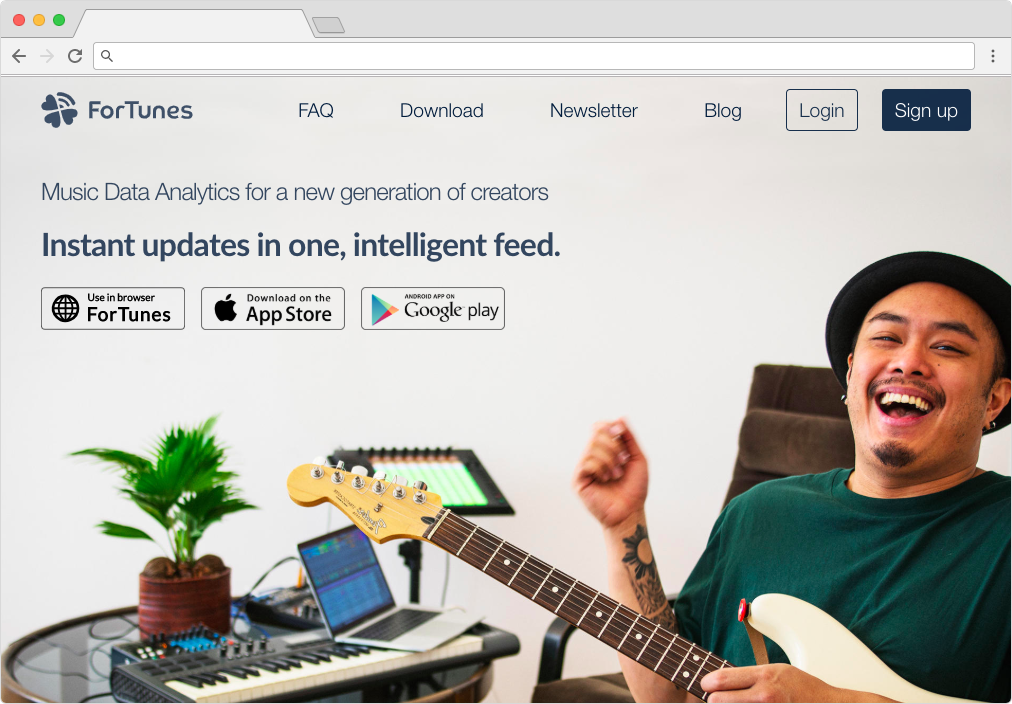 ForTunes
FAQ
Download
Newsletter
Blog
Login
Sign up
Music Data Analytics for a new generation of creators
Instant updates in one, intelligent feed.
Use in browser
ForTunes
Download on the
App Store
ANDROID APP ON
Google play